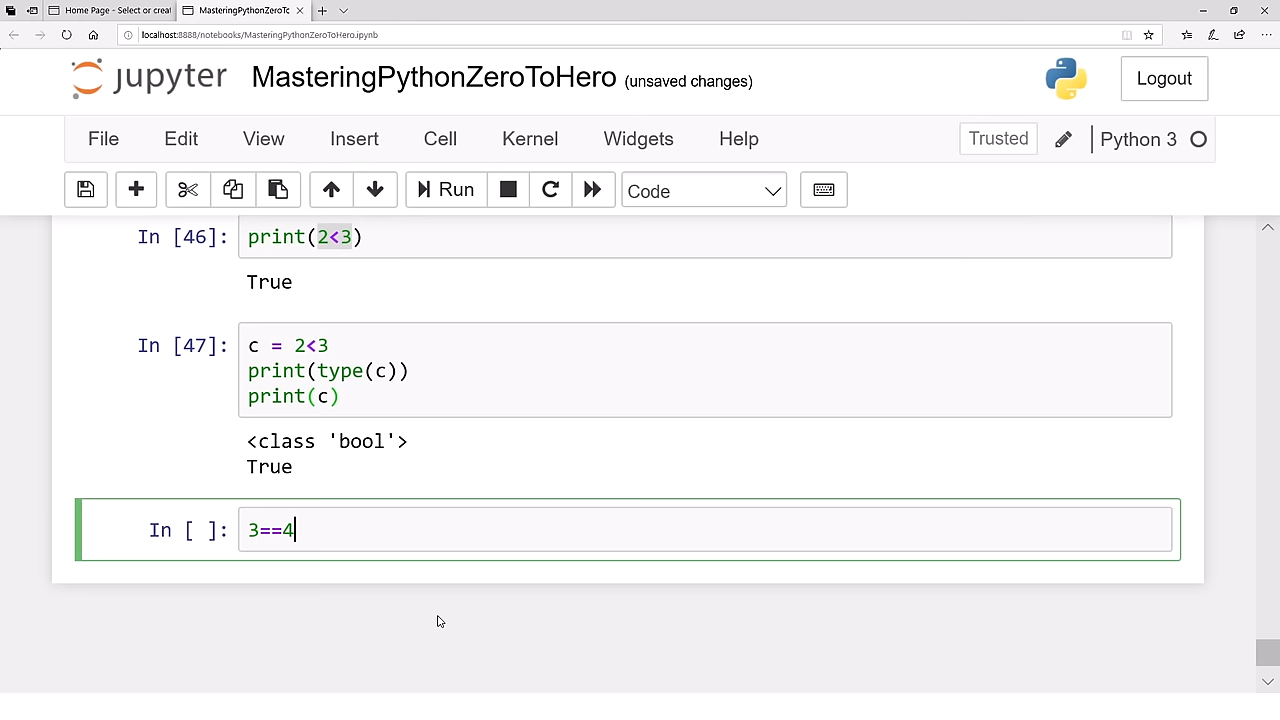 Home Page - Select or creat
MasteringPythonZeroTo
localhost:8888/notebooks/MasteringPythonZeroToHero.ipynb
jupyter MasteringPythonZeroToHero (unsaved changes)
Logout
File Edit View Insert Cell Kernel Widgets Help Trusted Python 3
Run Code
In [46]: print(2<3)
True
In [47]: c = 2<3
print(type(c))
print(c)
<class 'bool'>
True
In [ ]: 3==4